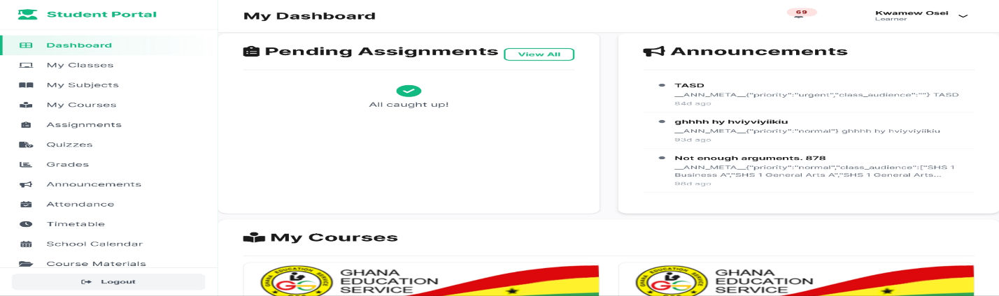 Student Portal
Dashboard
My Classes
My Subjects
My Courses
Assignments
Quizzes
Grades
Announcements
Attendance
Timetable
School Calendar
Course Materials
Logout
My Dashboard
69
Kwamew Osei
Learner
Pending Assignments
View All
All caught up!
Announcements
TASD
__ANN_META__{"priority":"urgent","class_audience":""} TASD
84d ago
ghhhh hy hviyviyiikiu
__ANN_META__{"priority":"normal"} ghhhh hy hviyviyiikiu
93d ago
Not enough arguments. 878
__ANN_META__{"priority":"normal","class_audience":["SHS 1
Business A","SHS 1 General Arts A","SHS 1 General Arts...
98d ago
My Courses
GHANA
EDUCATION
SERVICE
GHANA
EDUCATION
SERVICE